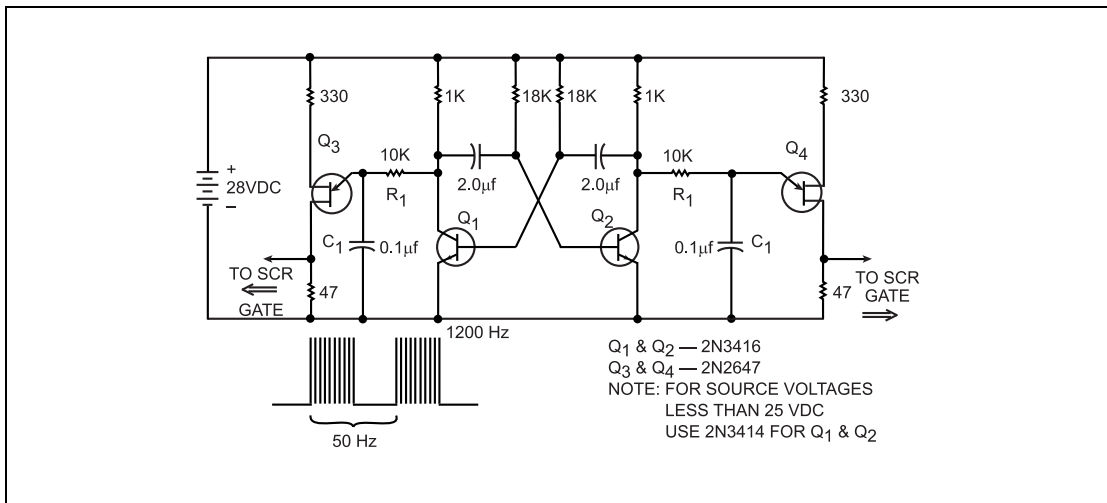 330
1K
18K
18K
1K
330
Q3
10K
10K
Q4
+
28VDC
−
2.0µf
2.0µf
R1
Q1
Q2
R1
C1
0.1µf
0.1µf
C1
TO SCR
GATE
47
47
TO SCR
GATE
1200 Hz
50 Hz
Q1 & Q2 — 2N3416
Q3 & Q4 — 2N2647
NOTE: FOR SOURCE VOLTAGES
LESS THAN 25 VDC
USE 2N3414 FOR Q1 & Q2